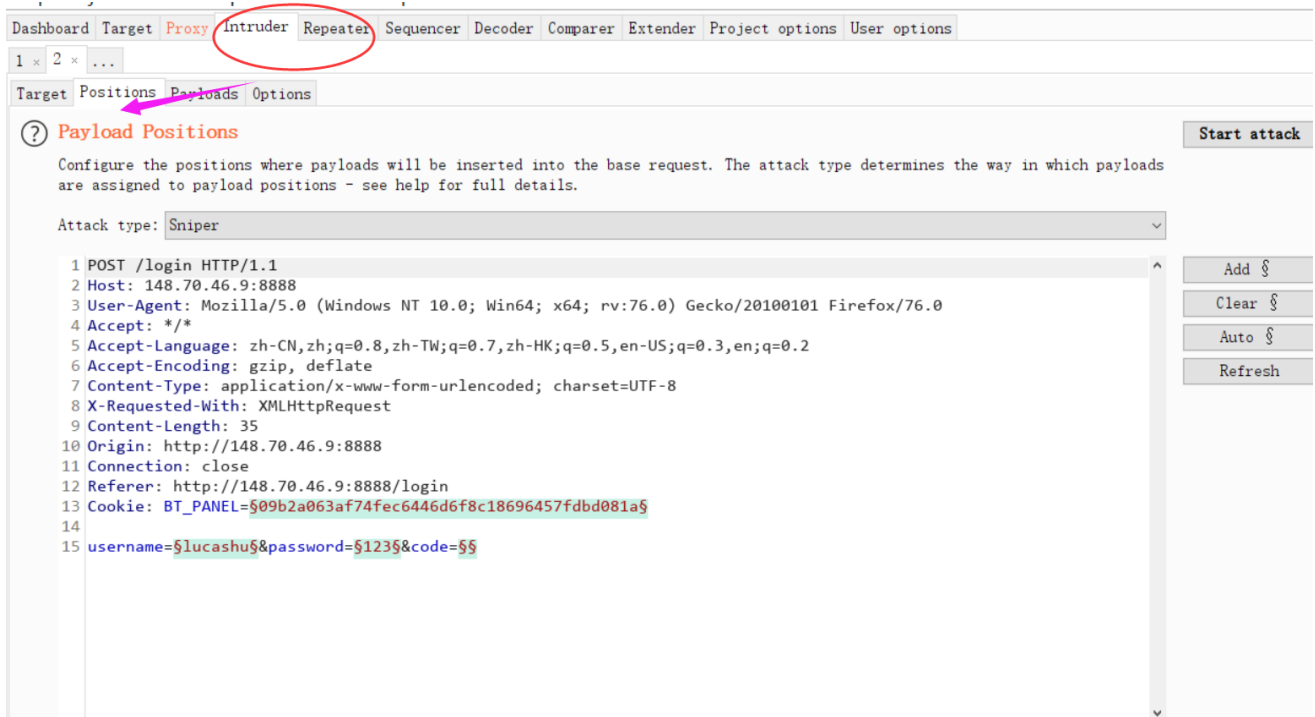 Dashboard Target Proxy Intruder Repeater Sequencer Decoder Comparer Extender Project options User options
1 × 2 × ...
Target Positions Payloads Options
? Payload Positions
Start attack
Configure the positions where payloads will be inserted into the base request. The attack type determines the way in which payloads
are assigned to payload positions - see help for full details.
Attack type: Sniper
1 POST /login HTTP/1.1
2 Host: 148.70.46.9:8888
3 User-Agent: Mozilla/5.0 (Windows NT 10.0; Win64; x64; rv:76.0) Gecko/20100101 Firefox/76.0
4 Accept: */*
5 Accept-Language: zh-CN,zh;q=0.8,zh-TW;q=0.7,zh-HK;q=0.5,en-US;q=0.3,en;q=0.2
6 Accept-Encoding: gzip, deflate
7 Content-Type: application/x-www-form-urlencoded; charset=UTF-8
8 X-Requested-With: XMLHttpRequest
9 Content-Length: 35
10 Origin: http://148.70.46.9:8888
11 Connection: close
12 Referer: http://148.70.46.9:8888/login
13 Cookie: BT_PANEL=§09b2a063af74fec6446d6f8c18696457fdbd081a§
14
15 username=§lucashu§&password=§123§&code=§§
Add §
Clear §
Auto §
Refresh